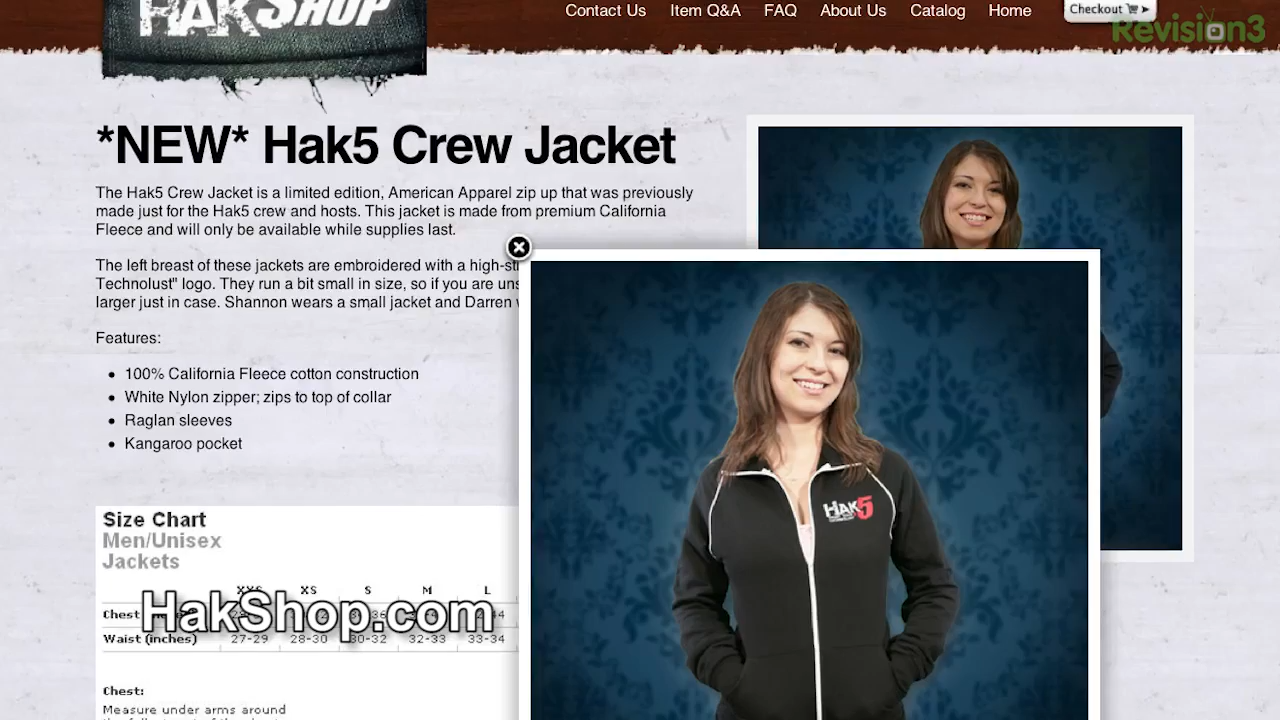 HAKSHOP
Contact Us Item Q&A FAQ About Us Catalog Home
Checkout
Revision3
*NEW* Hak5 Crew Jacket
The Hak5 Crew Jacket is a limited edition, American Apparel zip up that was previously
made just for the Hak5 crew and hosts. This jacket is made from premium California
Fleece and will only be available while supplies last.
The left breast of these jackets are embroidered with a
Technolust" logo. They run a bit small in size, so if you are
larger just in case. Shannon wears a small jacket and Darren
Features:
100% California Fleece cotton construction
White Nylon zipper; zips to top of collar
Raglan sleeves
Kangaroo pocket
HAK5
Size Chart
Men/Unisex
Jackets
XXS XS S M L
Chest
HakShop.com
Waist (inches) 27-29 28-30 30-32 32-33 33-34
Chest:
Measure under arms around